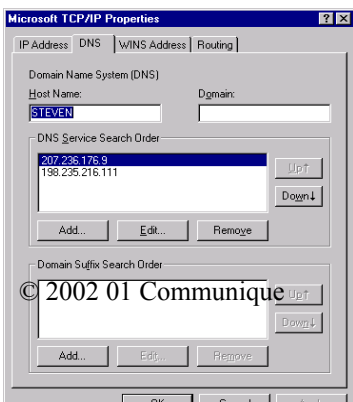 Microsoft TCP/IP Properties
IP Address DNS WINS Address Routing
Domain Name System (DNS)
Host Name: Domain:
STEVEN
DNS Service Search Order
207.236.176.9
198.235.216.111
Up↑
Down↓
Add... Edit... Remove
Domain Suffix Search Order
© 2002 01 Communique
Up↑
Down↓
Add... Edit... Remove